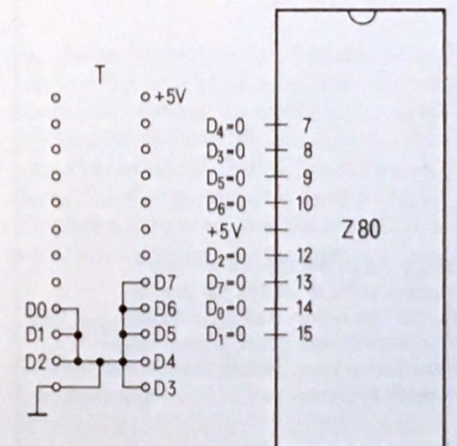 T
+5V
D7
D0 D6
D1 D5
D2 D4
D3
D₄=0 7
D₃=0 8
D₅=0 9
D₆=0 10
+5V
D₂=0 12
D₇=0 13
D₀=0 14
D₁=0 15
Z80